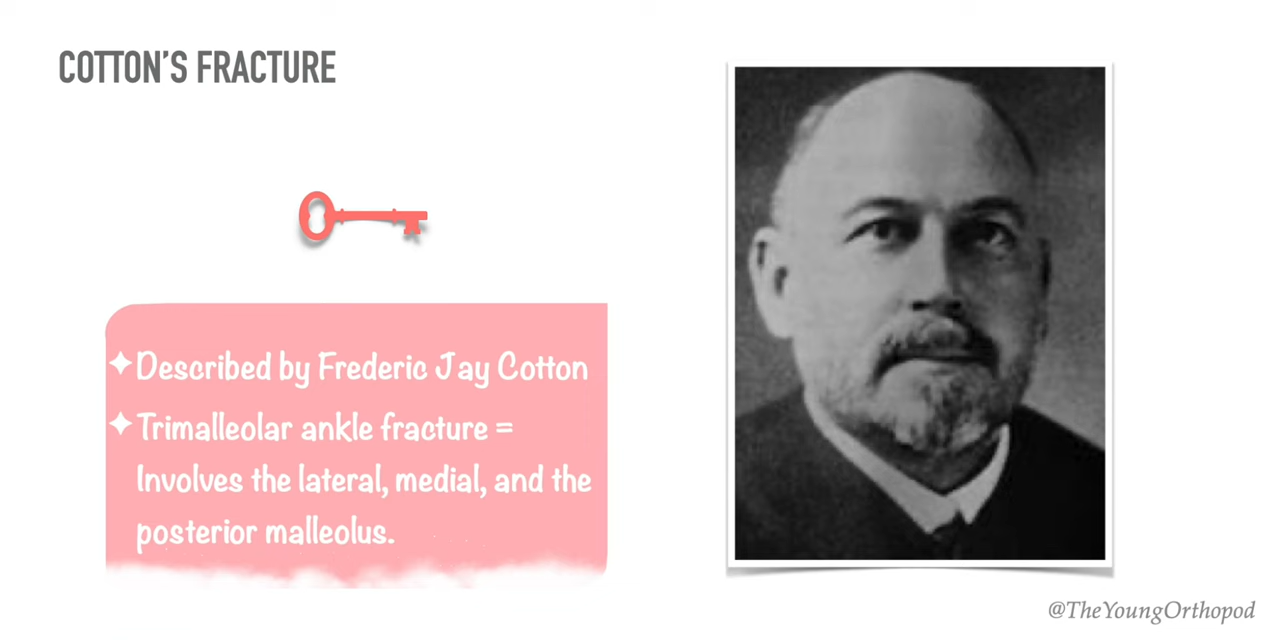 COTTON'S FRACTURE
✦Described by Frederic Jay Cotton
✦Trimalleolar ankle fracture =
Involves the lateral, medial, and the
posterior malleolus.
@TheYoungOrthopod